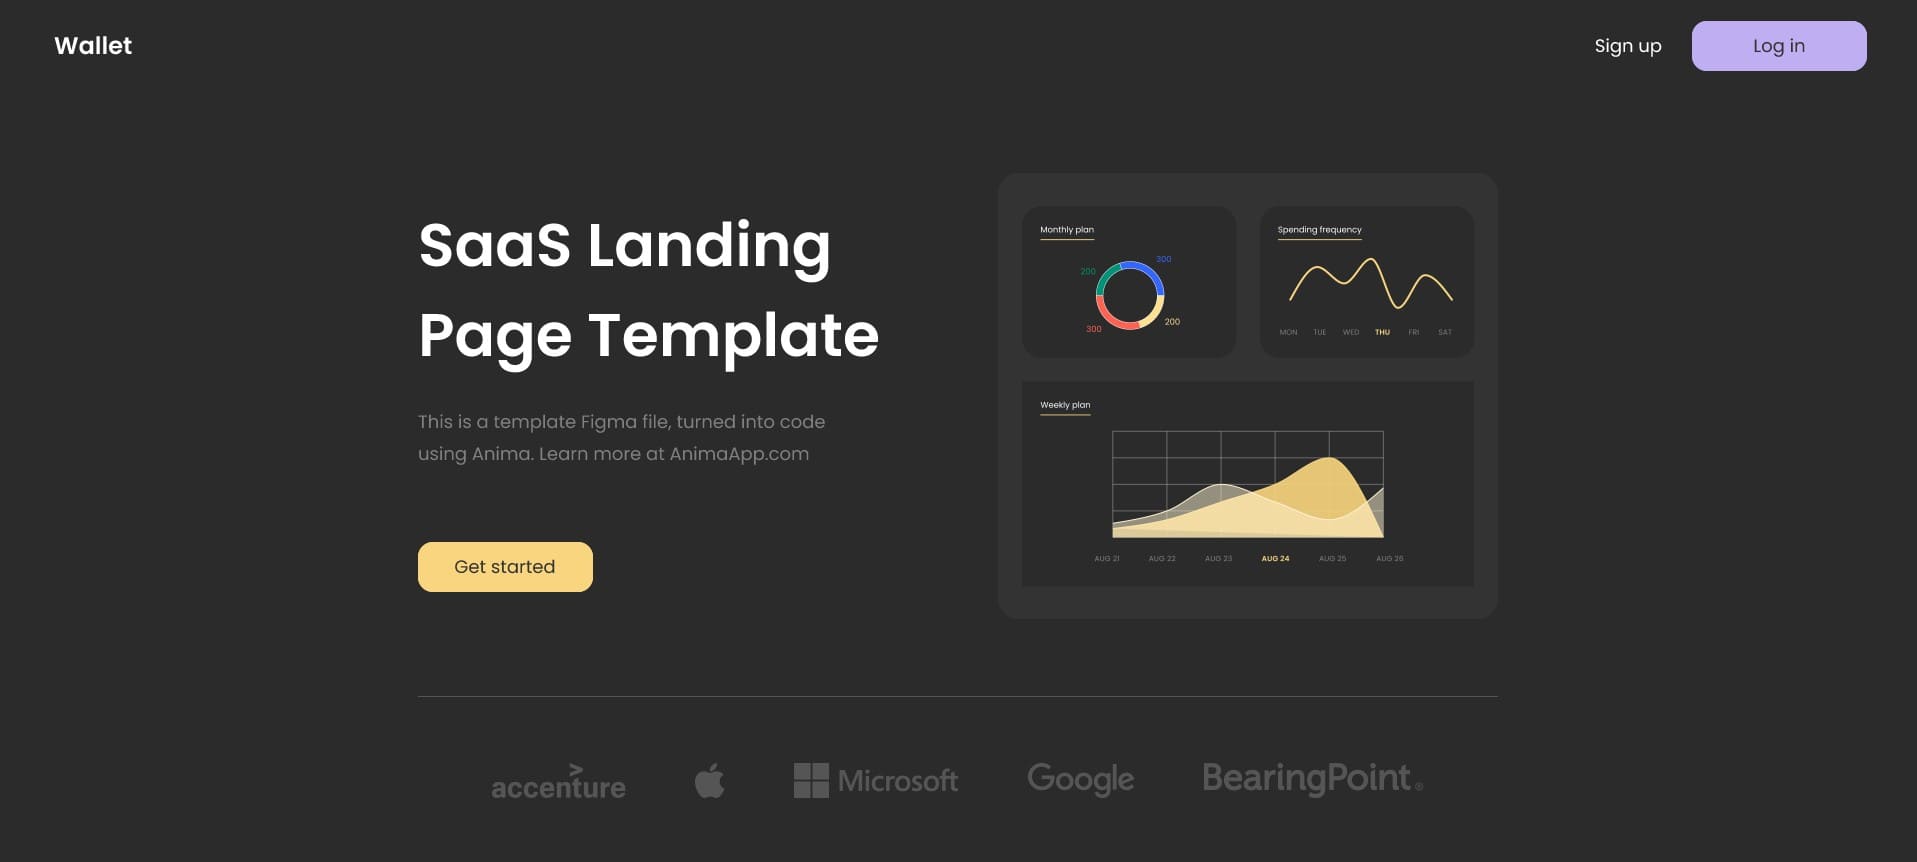 Wallet
Sign up
Log in
SaaS Landing
Page Template
This is a template Figma file, turned into code
using Anima. Learn more at AnimaApp.com
Get started
Monthly plan
300
200
200
300
Spending frequency
MON TUE WED THU FRI SAT
Weekly plan
AUG 21 AUG 22 AUG 23 AUG 24 AUG 25 AUG 26
accenture
Microsoft
Google
BearingPoint®